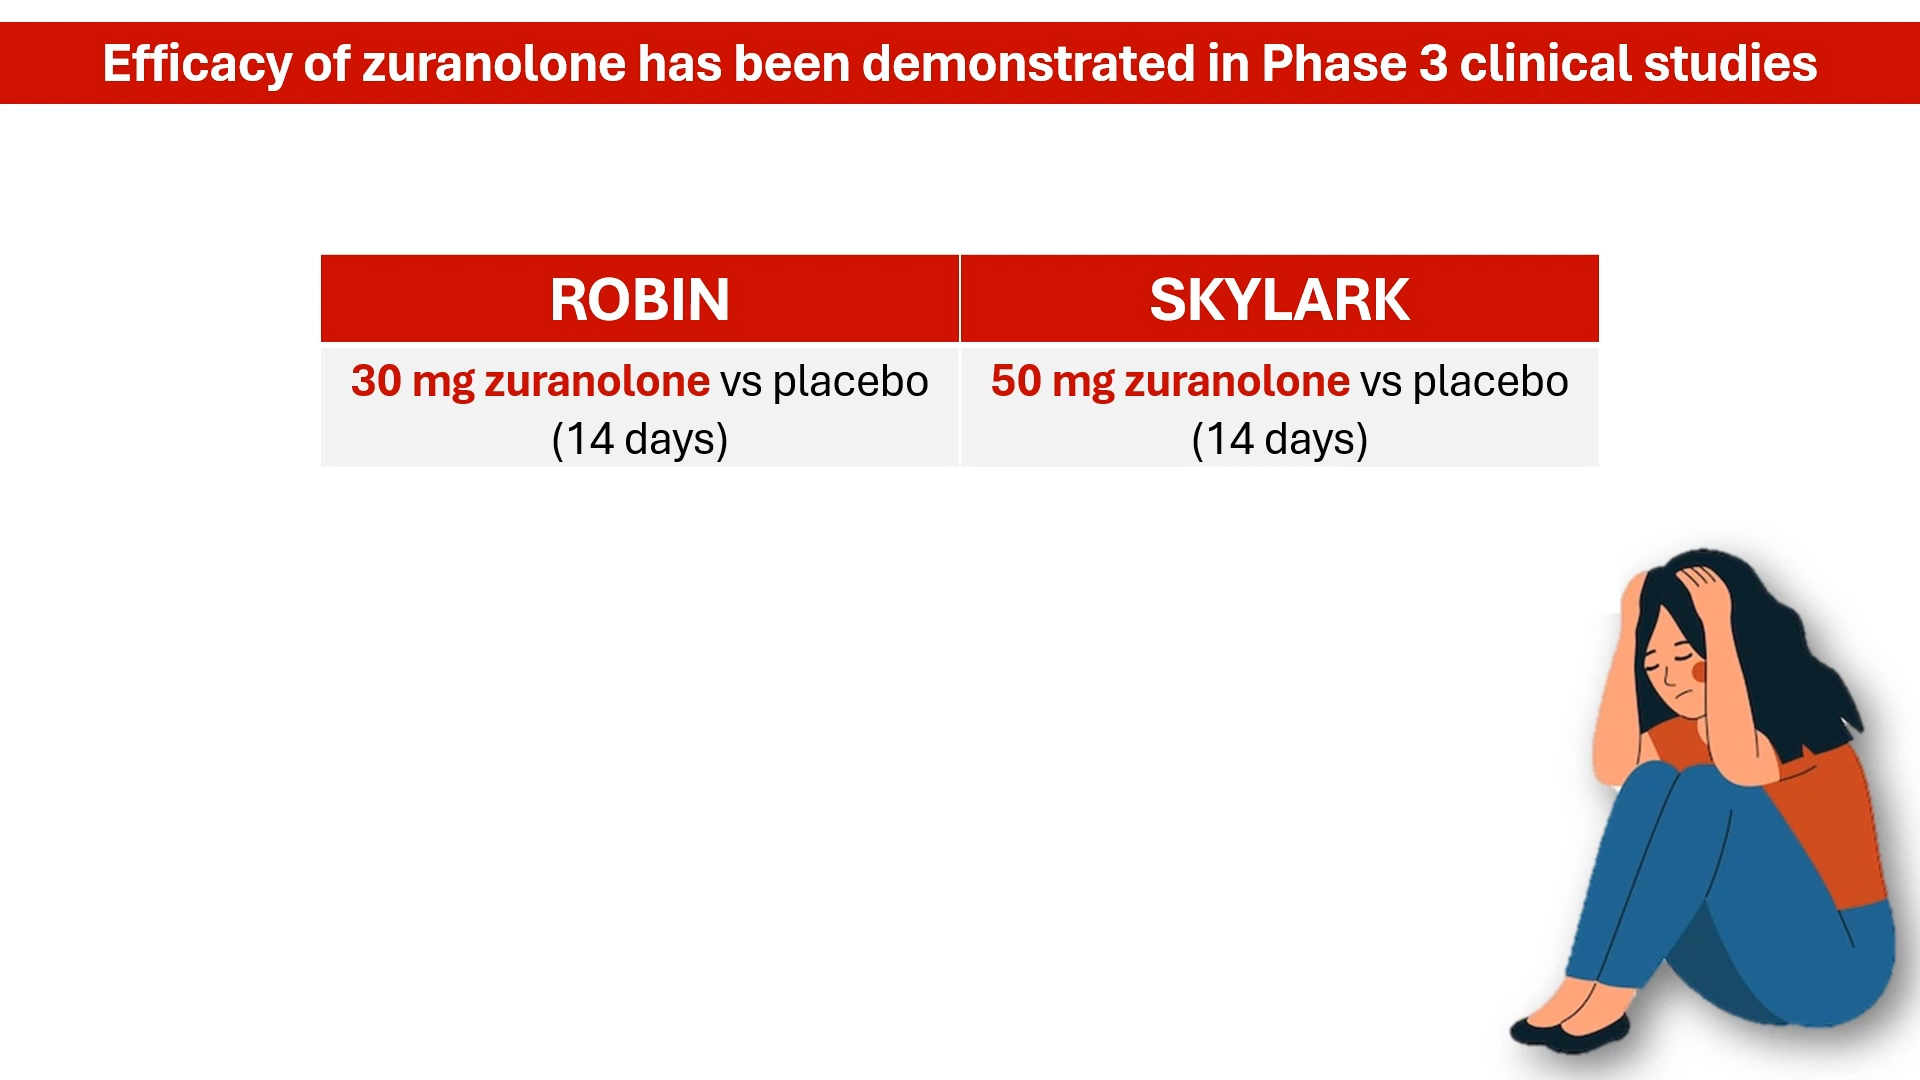 Efficacy of zuranolone has been demonstrated in Phase 3 clinical studies
ROBIN
SKYLARK
30 mg zuranolone vs placebo
(14 days)
50 mg zuranolone vs placebo
(14 days)